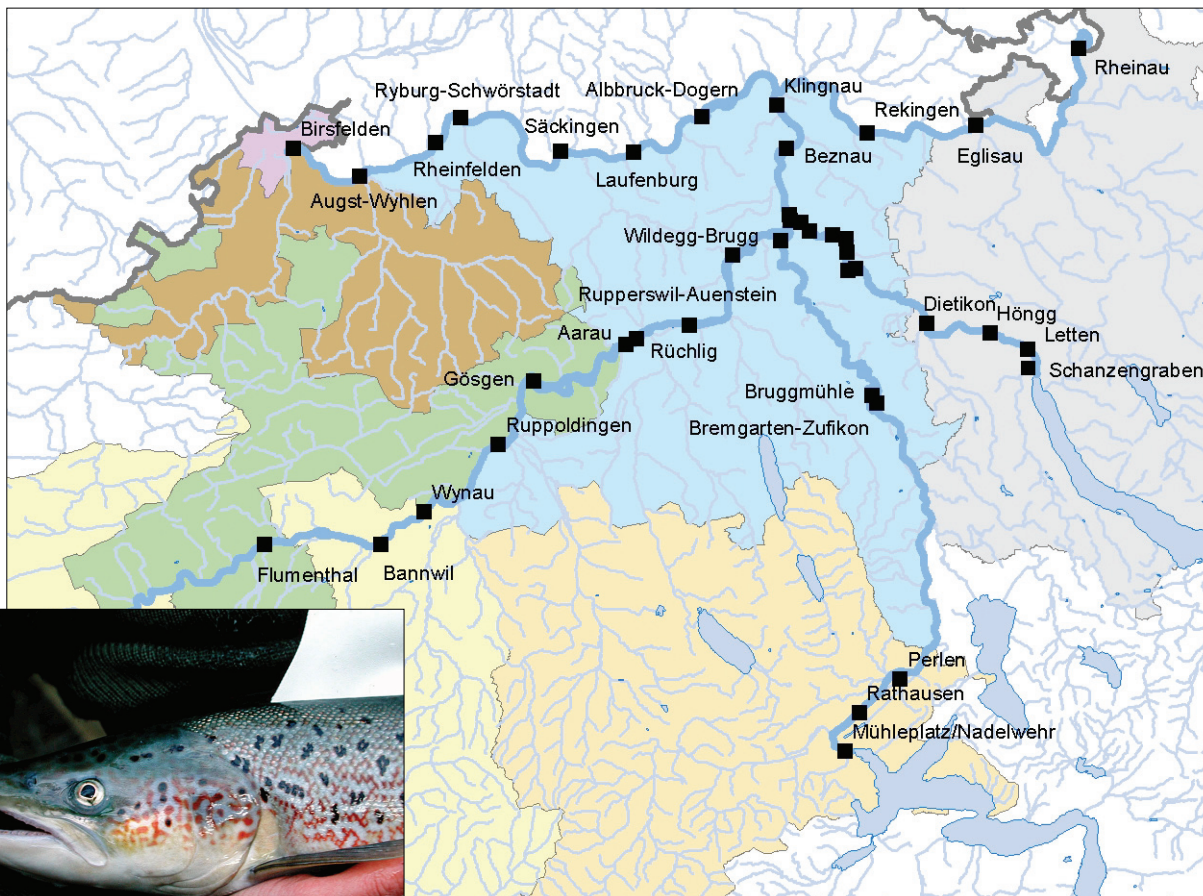 Rheinau
Klingnau
Albbruck-Dogern
Ryburg-Schwörstadt
Rekingen
Birsfelden
Säckingen
Eglisau
Beznau
Rheinfelden
Laufenburg
Augst-Wyhlen
Wildegg-Brugg
Rupperswil-Auenstein
Dietikon
Höngg
Aarau
Letten
Rüchlig
Schanzengraben
Gösgen
Bruggmühle
Ruppoldingen
Bremgarten-Zufikon
Wynau
Flumenthal
Bannwil
Perlen
Rathausen
Mühleplatz/Nadelwehr